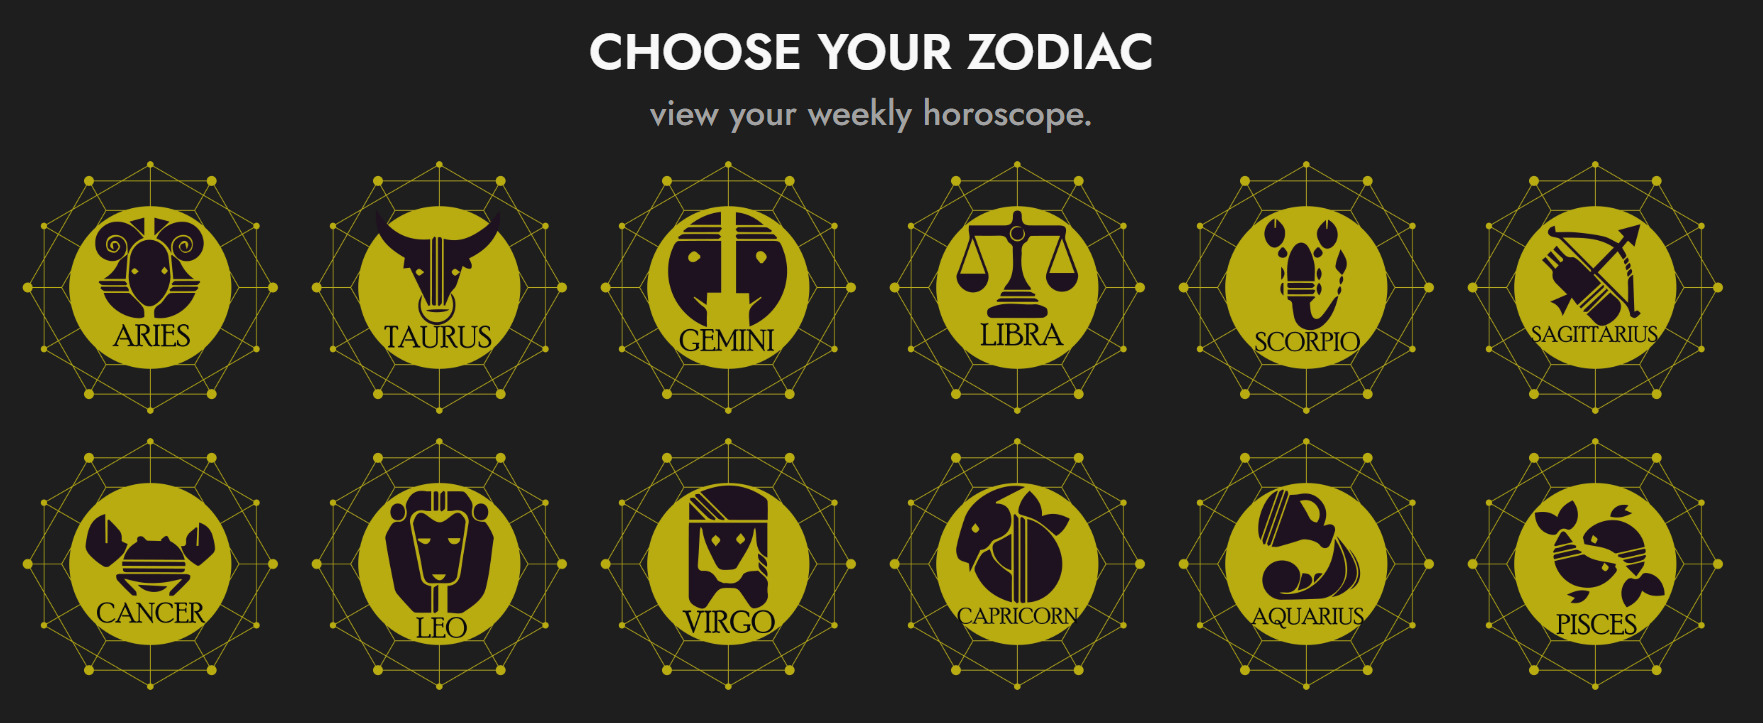 CHOOSE YOUR ZODIAC
view your weekly horoscope.
ARIES
TAURUS
GEMINI
LIBRA
SCORPIO
SAGITTARIUS
CANCER
LEO
VIRGO
CAPRICORN
AQUARIUS
PISCES